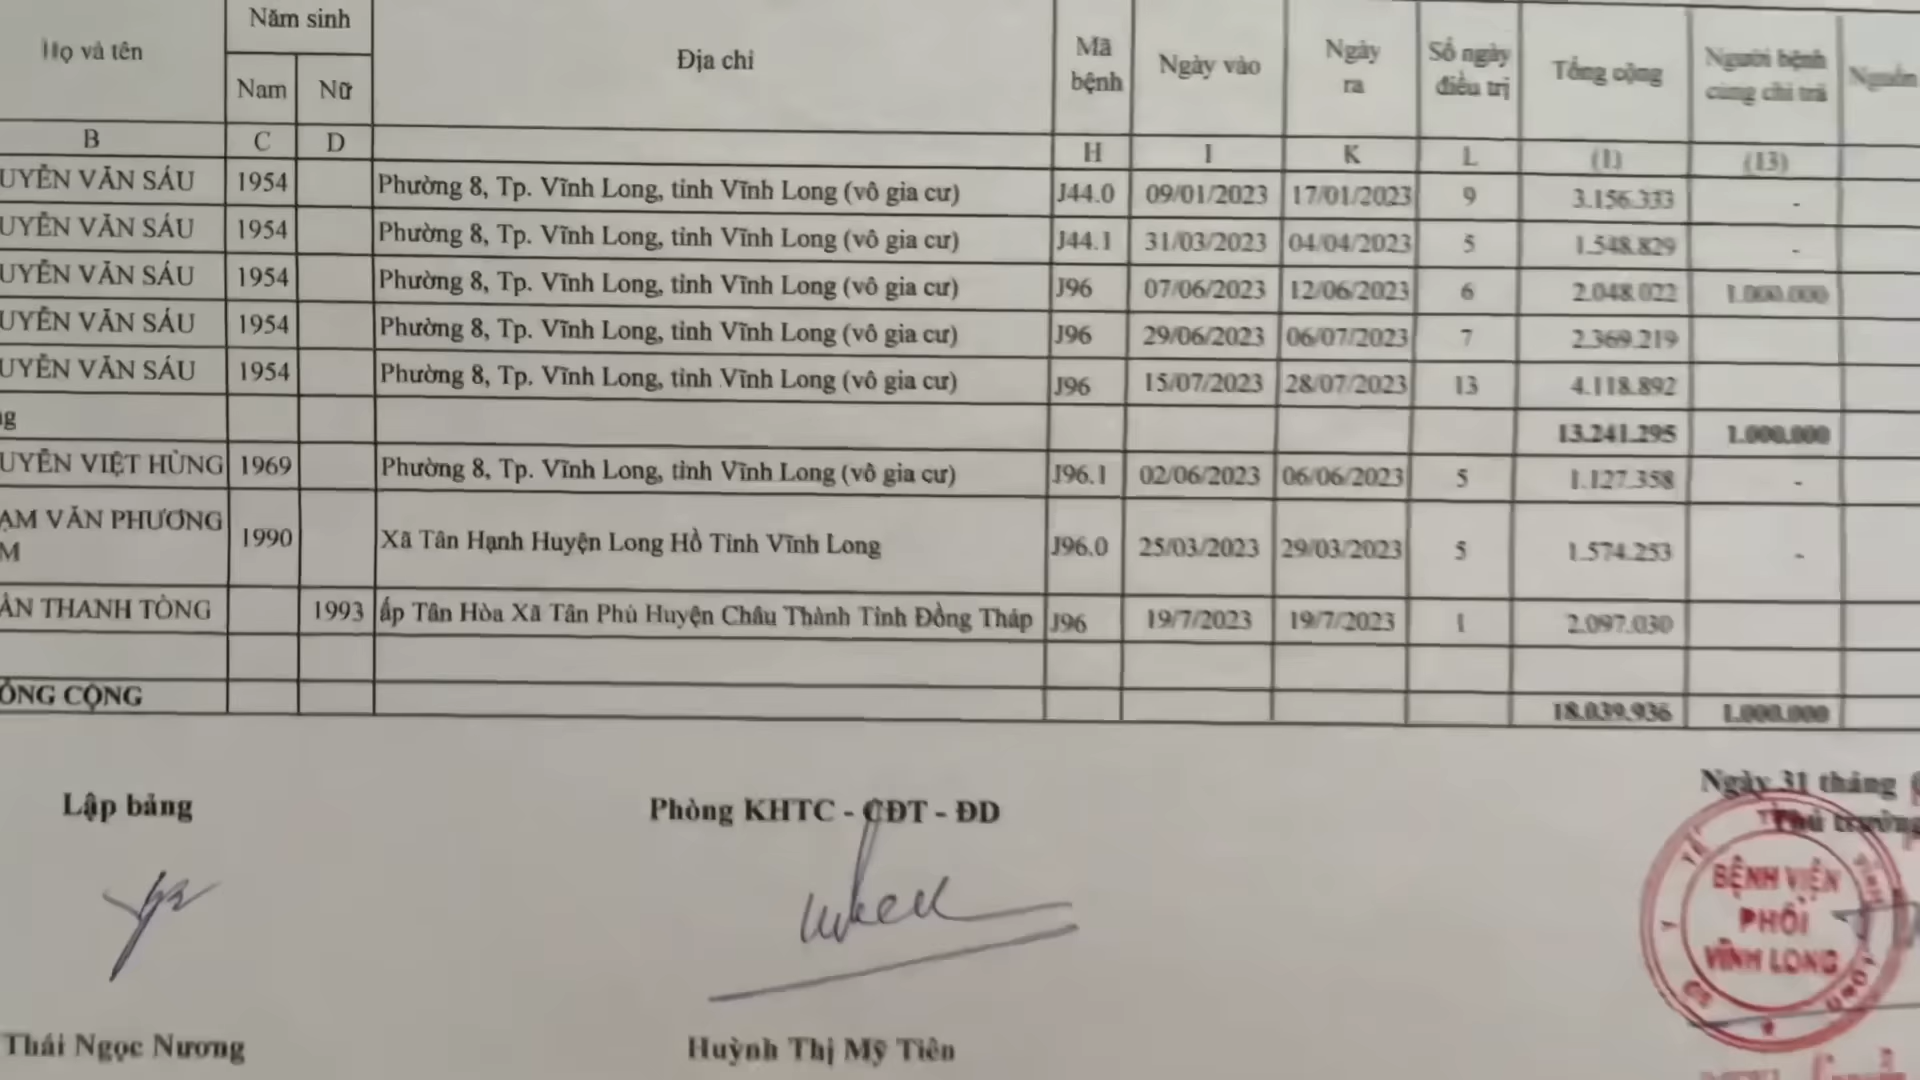 Họ và tên Năm sinh Địa chỉ Mã bệnh Ngày vào Ngày ra Số ngày điều trị Tổng cộng Người bệnh cùng chi trả Nguồn
Nam Nữ
B C D H I K L (1) (13)
UYỄN VĂN SÁU 1954 Phường 8, Tp. Vĩnh Long, tỉnh Vĩnh Long (vô gia cư) J44.0 09/01/2023 17/01/2023 9 3.156.333 -
UYỄN VĂN SÁU 1954 Phường 8, Tp. Vĩnh Long, tỉnh Vĩnh Long (vô gia cư) J44.1 31/03/2023 04/04/2023 5 1.548.829 -
UYỄN VĂN SÁU 1954 Phường 8, Tp. Vĩnh Long, tỉnh Vĩnh Long (vô gia cư) J96 07/06/2023 12/06/2023 6 2.048.022 1.000.000
UYỄN VĂN SÁU 1954 Phường 8, Tp. Vĩnh Long, tỉnh Vĩnh Long (vô gia cư) J96 29/06/2023 06/07/2023 7 2.369.219
UYỄN VĂN SÁU 1954 Phường 8, Tp. Vĩnh Long, tỉnh Vĩnh Long (vô gia cư) J96 15/07/2023 28/07/2023 13 4.118.892
g 13.241.295 1.000.000
UYỄN VIỆT HÙNG 1969 Phường 8, Tp. Vĩnh Long, tỉnh Vĩnh Long (vô gia cư) J96.1 02/06/2023 06/06/2023 5 1.127.358 -
ẠM VĂN PHƯƠNG
M 1990 Xã Tân Hạnh Huyện Long Hồ Tỉnh Vĩnh Long J96.0 25/03/2023 29/03/2023 5 1.574.253 -
ẦN THANH TÒNG 1993 ấp Tân Hòa Xã Tân Phú Huyện Châu Thành Tỉnh Đồng Tháp J96 19/7/2023 19/7/2023 1 2.097.030
ỔNG CỘNG 18.039.936 1.000.000
Ngày 31 tháng
Lập bảng Phòng KHTC - CĐT - ĐD Thủ trưởng
BỆNH VIỆN
PHỔI
VĨNH LONG
Thái Ngọc Nương Huỳnh Thị Mỹ Tiên